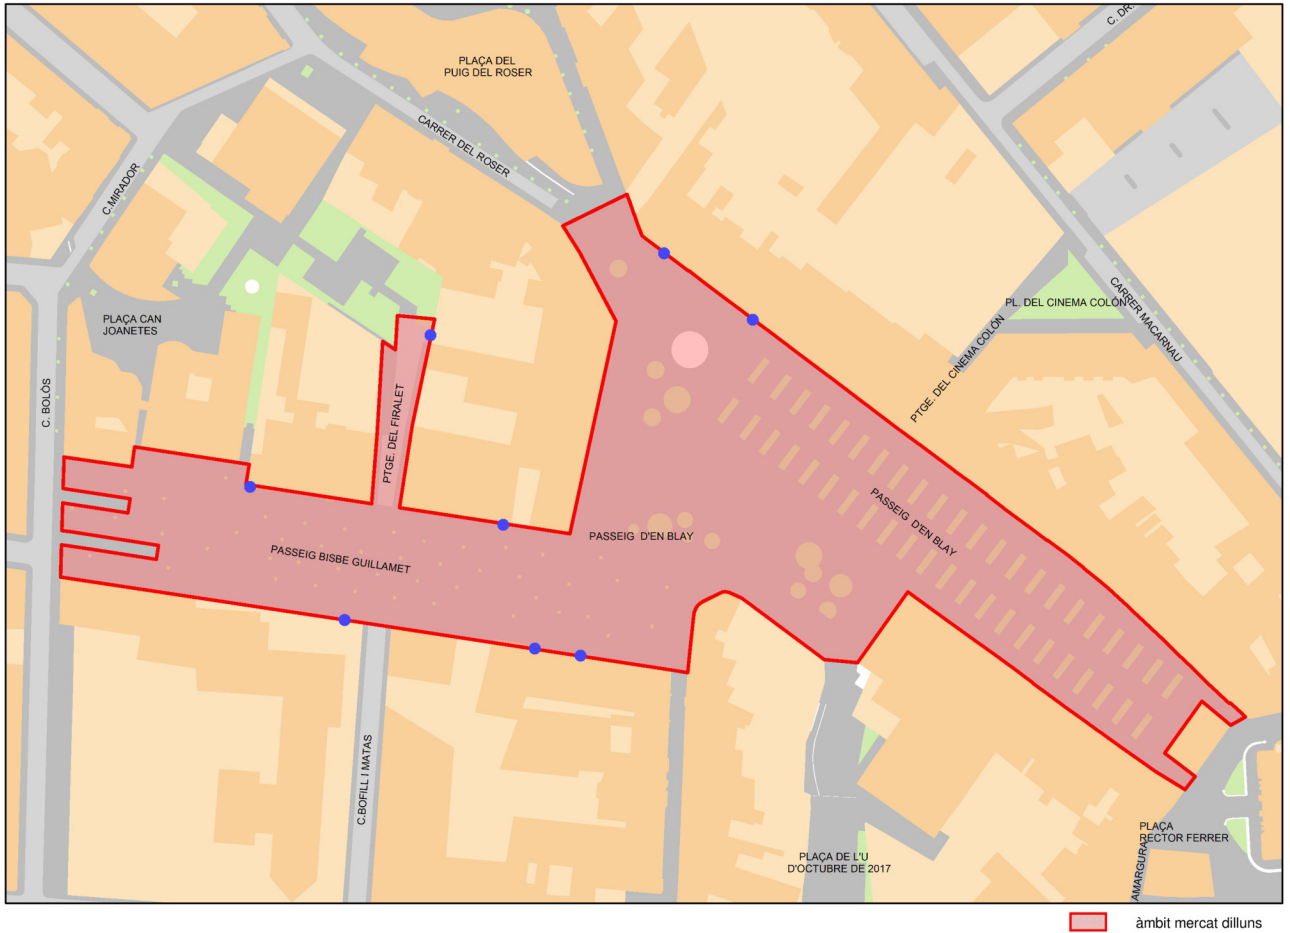 C. DR.
PLAÇA DEL
PUIG DEL ROSER
CARRER DEL ROSER
C.MIRADOR
PLAÇA CAN
JOANETES
C. BOLÒS
PTGE. DEL FIRALET
PL. DEL CINEMA COLÓN
CARRER MACARNAU
PTGE. DEL CINEMA COLÓN
PASSEIG D'EN BLAY
PASSEIG D'EN BLAY
PASSEIG BISBE GUILLAMET
C.BOFILL I MATAS
PLAÇA DE L'U
D'OCTUBRE DE 2017
PLAÇA
RECTOR FERRER
AMARGURA
àmbit mercat dilluns